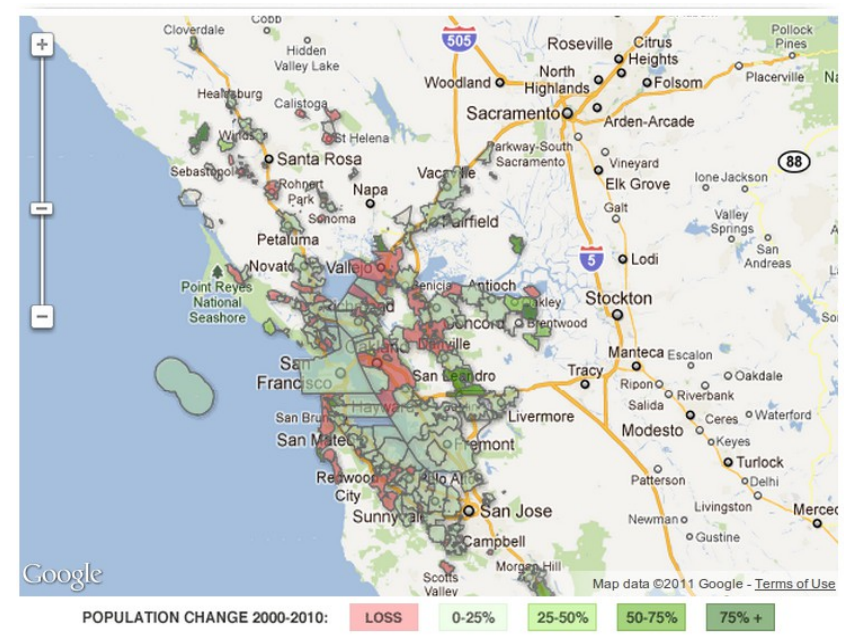 Cloverdale
Cobb
Hidden
Valley Lake
505
Roseville
Citrus
Heights
Pollock
Pines
Woodland
North
Highlands
Folsom
Placerville
Healdsburg
Calistoga
Sacramento
Arden-Arcade
St Helena
Parkway-South
Sacramento
Santa Rosa
Vineyard
88
Sebastopol
Vacaville
Elk Grove
Ione
Jackson
Rohnert
Park
Napa
Galt
Sonoma
Fairfield
Valley
Springs
Petaluma
San
Andreas
Novato
Vallejo
5
Lodi
Point Reyes
National
Seashore
Benicia
Antioch
Oakley
Stockton
Concord
Brentwood
Oakland
Danville
Manteca
Escalon
San
Francisco
San Leandro
Tracy
Oakdale
Ripon
Riverbank
Salida
Hayward
Livermore
Ceres
Waterford
San Brun
San Mateo
Fremont
Modesto
Keyes
Turlock
Redwood
City
Palo Alt
Patterson
Delhi
Livingston
Merced
Sunnyvale
San Jose
Newman
Gustine
Campbell
Scotts
Valley
Morgan Hill
Google
Map data ©2011 Google - Terms of Use
POPULATION CHANGE 2000-2010: LOSS 0-25% 25-50% 50-75% 75% +